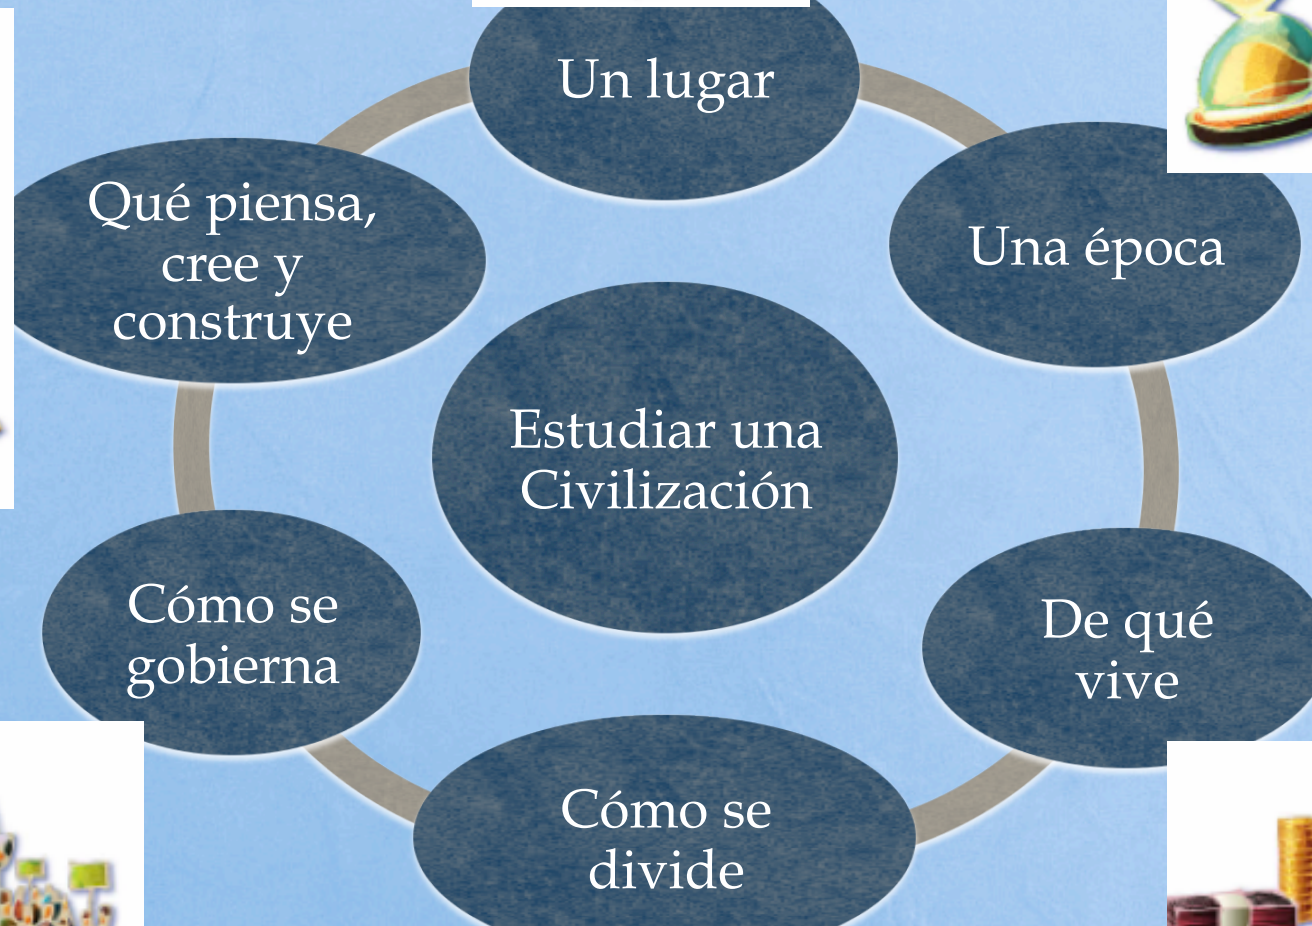 Un lugar
Una época
De qué
vive
Cómo se
divide
Cómo se
gobierna
Qué piensa,
cree y
construye
Estudiar una
Civilización